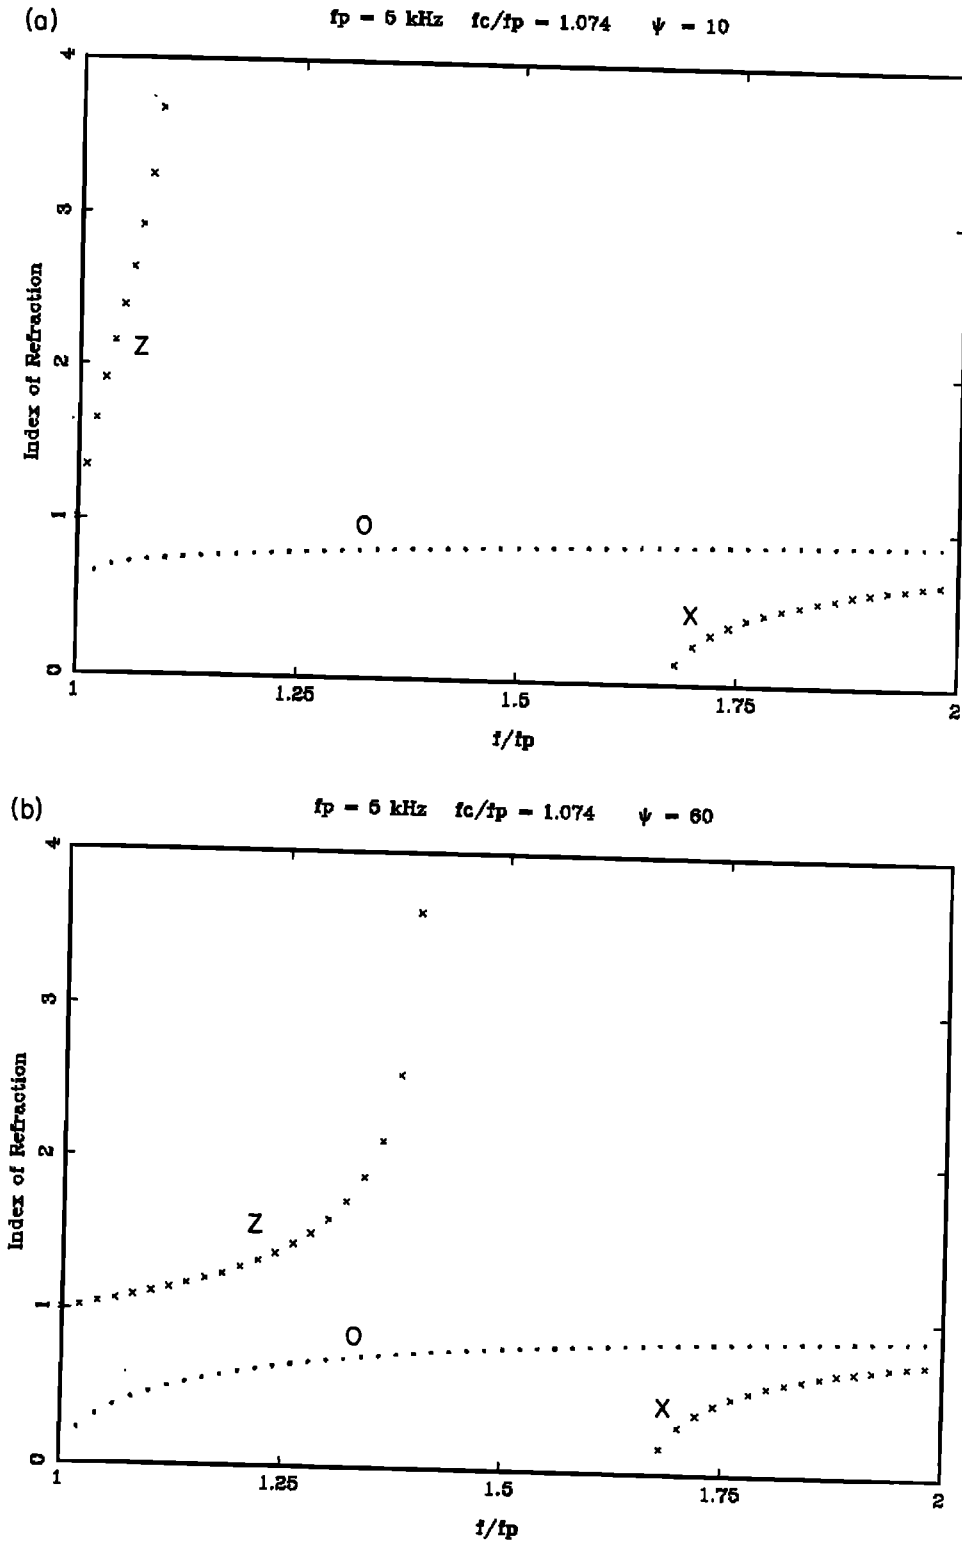 (a)
fp = 5 kHz fc/fp = 1.074 ψ = 10
4
3
2
1
0
Index of Refraction
Z
O
X
1 1.25 1.5 1.75 2
f/fp
(b)
fp = 5 kHz fc/fp = 1.074 ψ = 60
4
3
2
1
0
Index of Refraction
Z
O
X
1 1.25 1.5 1.75 2
f/fp